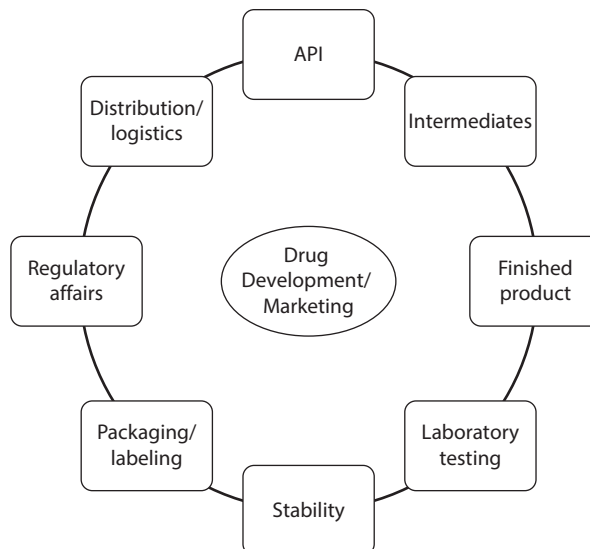 API
Distribution/
logistics
Intermediates
Regulatory
affairs
Drug
Development/
Marketing
Finished
product
Packaging/
labeling
Laboratory
testing
Stability